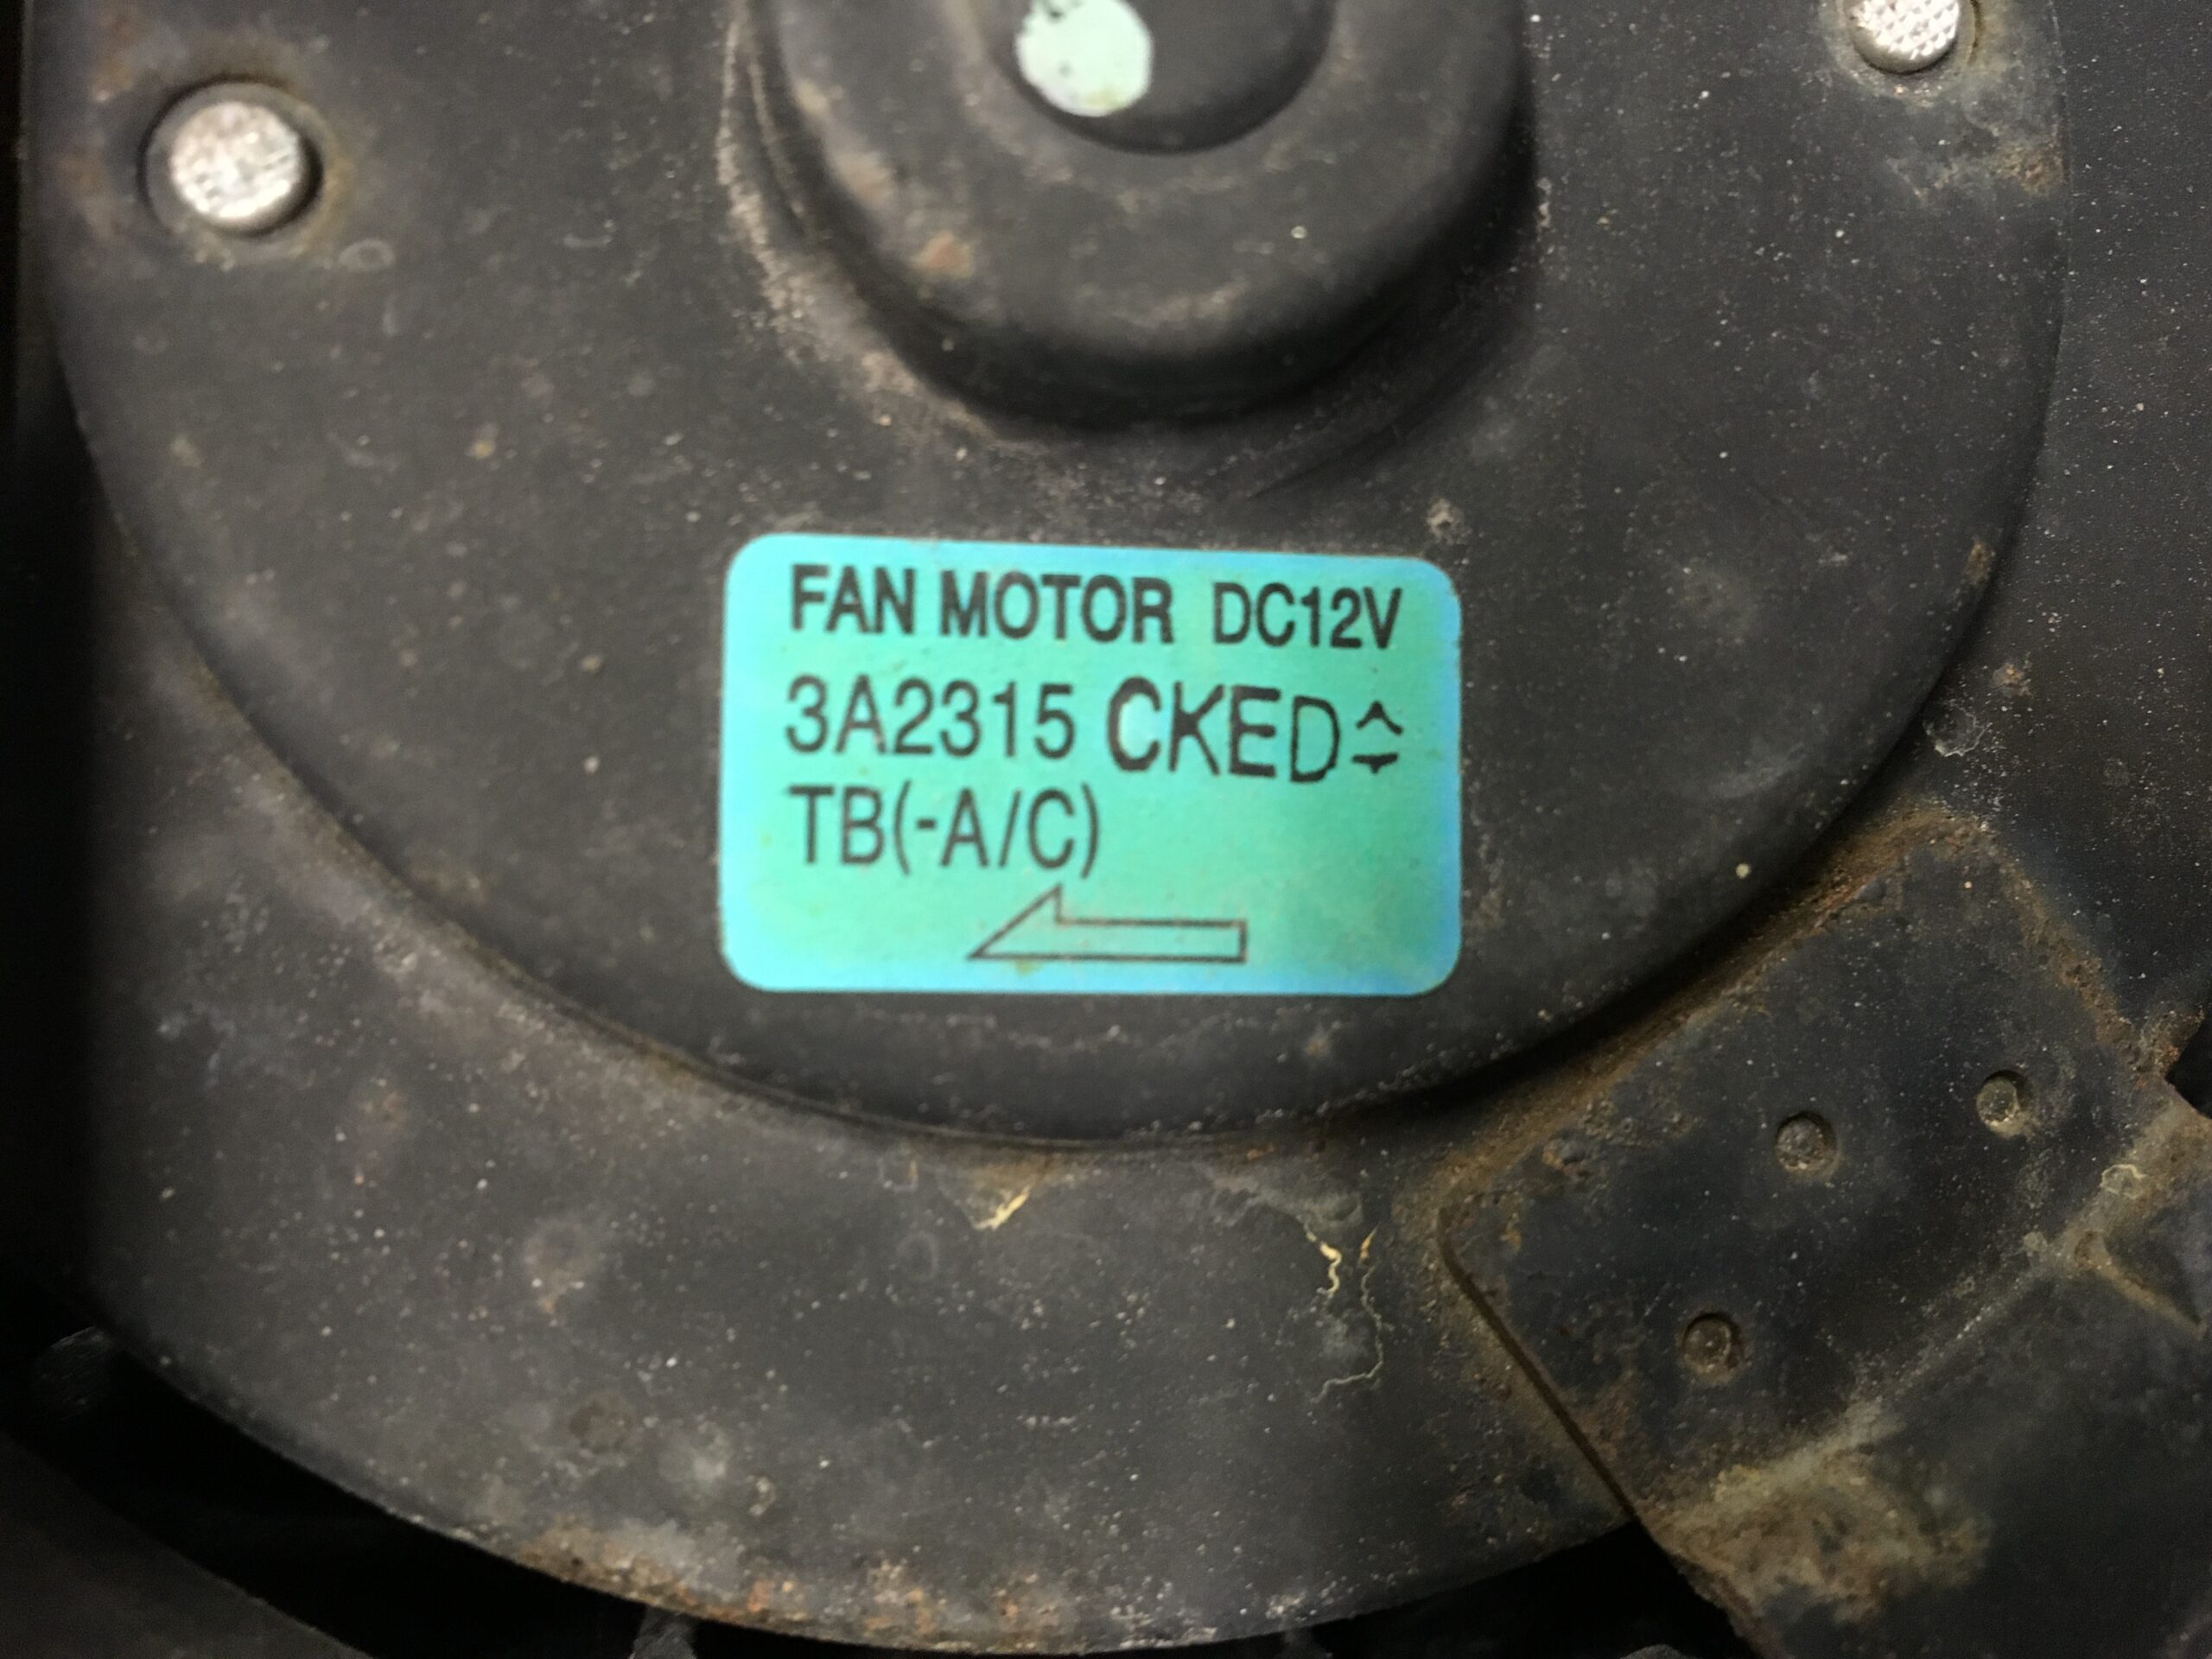 FAN MOTOR DC12V
3A2315 CKED
TB(-A/C)